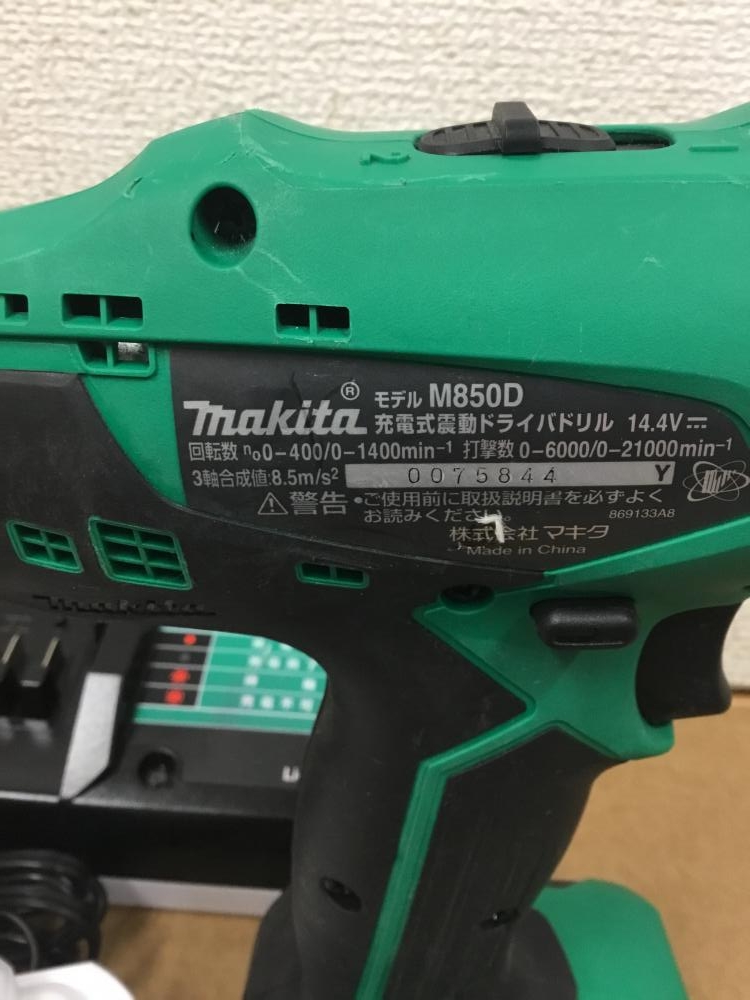 makita® モデル M850D
充電式震動ドライバドリル 14.4V⎓
回転数 n₀0-400/0-1400min⁻¹ 打撃数 0-6000/0-21000min⁻¹
3軸合成値:8.5m/s² 0075844 Y
⚠警告 •ご使用前に取扱説明書を必ずよく
お読みください。 869133A8
株式会社 マキタ
Made in China
2 1
makita